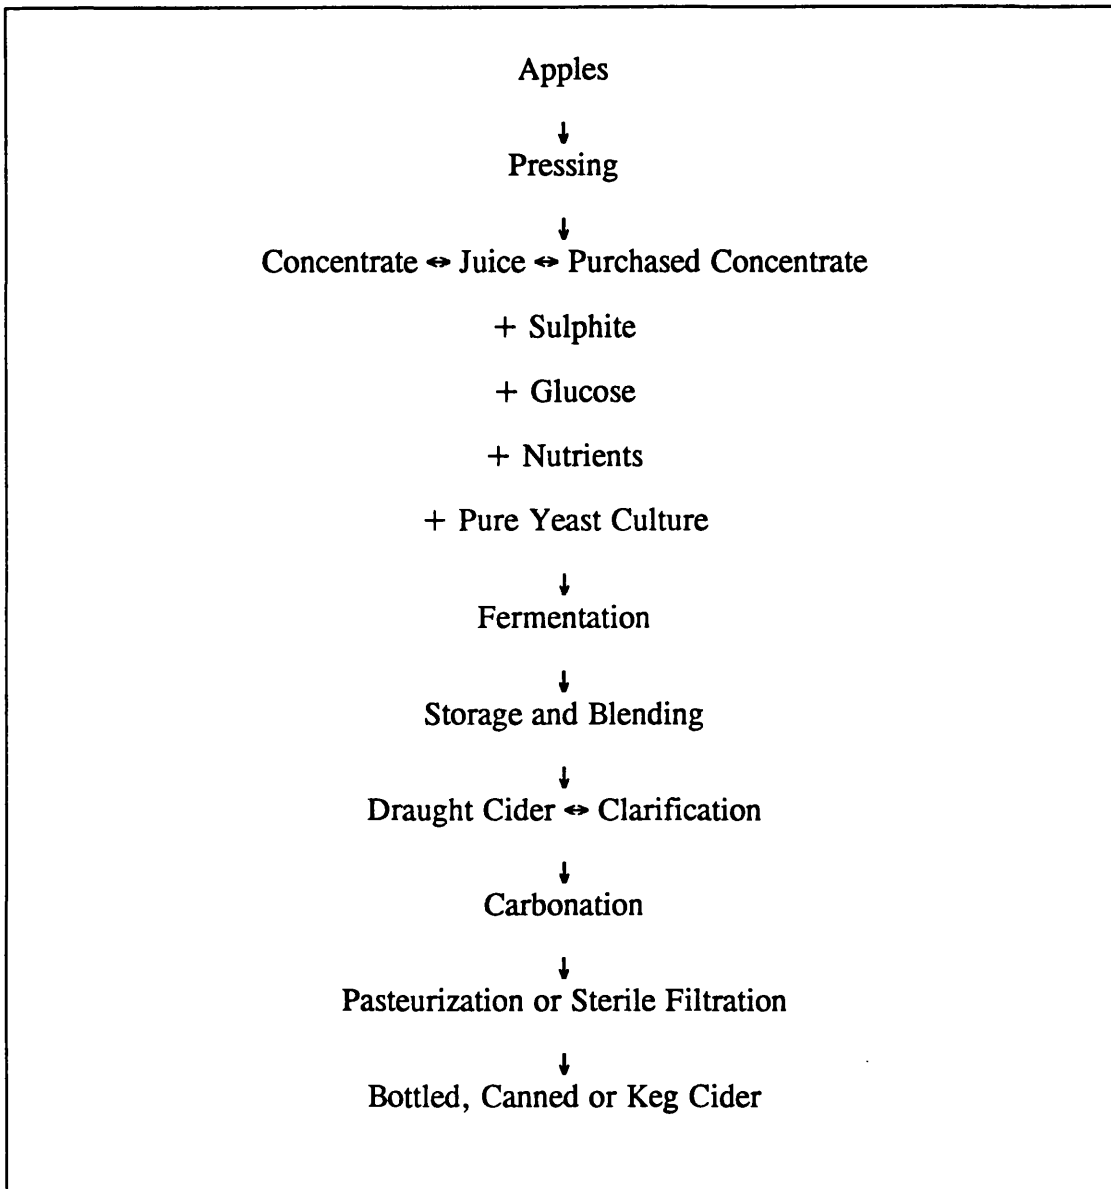 Apples
↓
Pressing
↓
Concentrate ↔ Juice ↔ Purchased Concentrate
+ Sulphite
+ Glucose
+ Nutrients
+ Pure Yeast Culture
↓
Fermentation
↓
Storage and Blending
↓
Draught Cider ↔ Clarification
↓
Carbonation
↓
Pasteurization or Sterile Filtration
↓
Bottled, Canned or Keg Cider